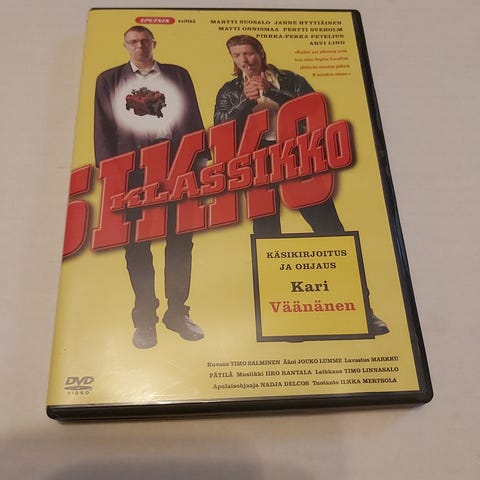 SPUTNIK esittää
MARTTI SUOSALO JANNE HYYTIÄINEN
MATTI ONNISMAA PERTTI SVEHOLM
PIRKKA-PEKKA PETELIUS
ARVI LIND
SIKKO
KLASSIKKO
KÄSIKIRJOITUS
JA OHJAUS
Kari
Väänänen
Kuvaus TIMO SALMINEN Ääni JOUKO LUMME Lavastus MARKKU
PÄTILÄ Musiikki IIRO RANTALA Leikkaus TIMO LINNASALO
Apulaisohjaaja NADJA DELCOS Tuotanto ILKKA MERTSOLA
DVD
VIDEO